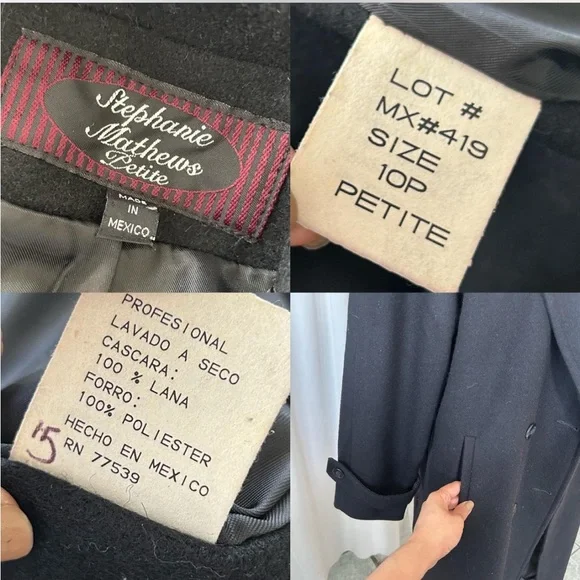 Stephanie
Mathews
Petite
MADE
IN
MEXICO
LOT #
MX#419
SIZE
10P
PETITE
PROFESIONAL
LAVADO A SECO
CASCARA:
100 % LANA
FORRO:
100% POLIESTER
HECHO EN MEXICO
RN 77539
15